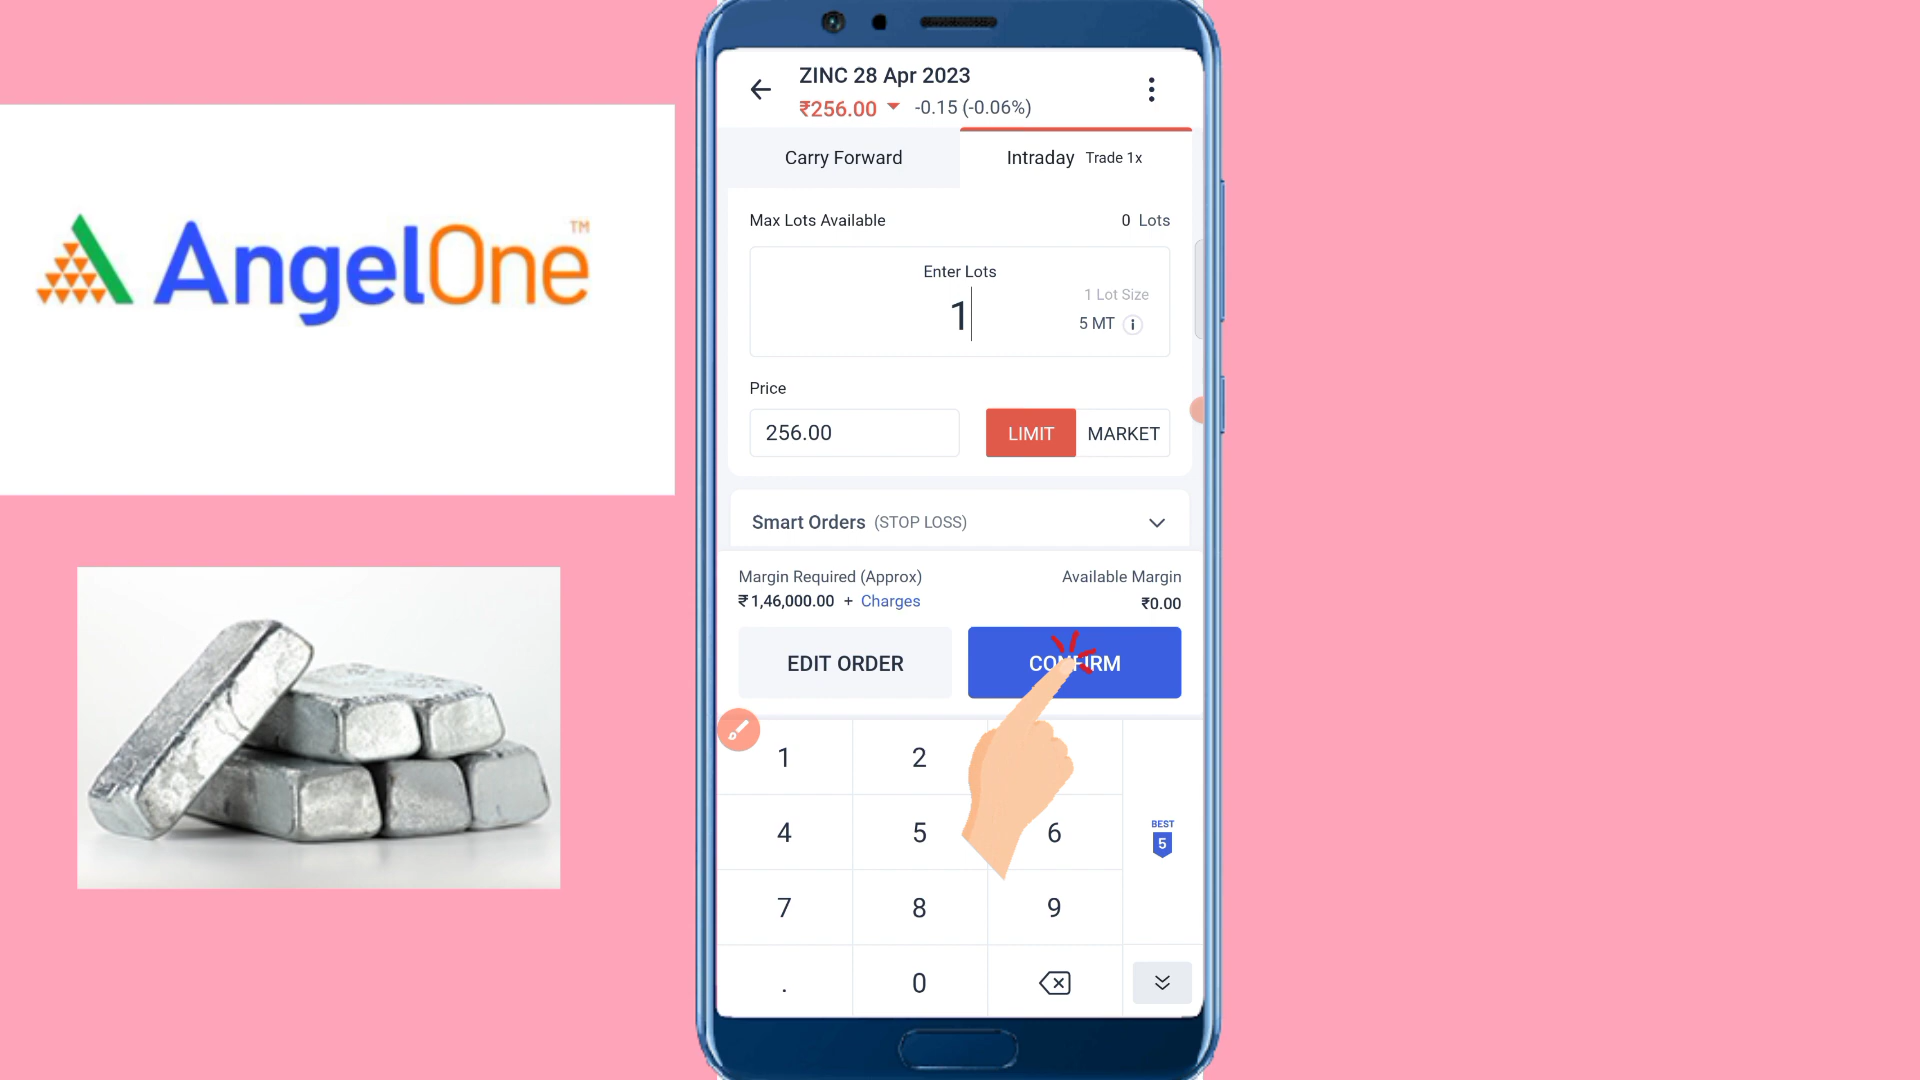 AngelOne
TM
ZINC 28 Apr 2023
₹256.00 -0.15 (-0.06%)
Carry Forward
Intraday Trade 1x
Max Lots Available
0 Lots
Enter Lots
1
1 Lot Size
5 MT
Price
256.00
LIMIT
MARKET
Smart Orders (STOP LOSS)
Margin Required (Approx)
₹1,46,000.00 + Charges
Available Margin
₹0.00
EDIT ORDER
CONFIRM
1
2
4
5
6
BEST
5
7
8
9
.
0